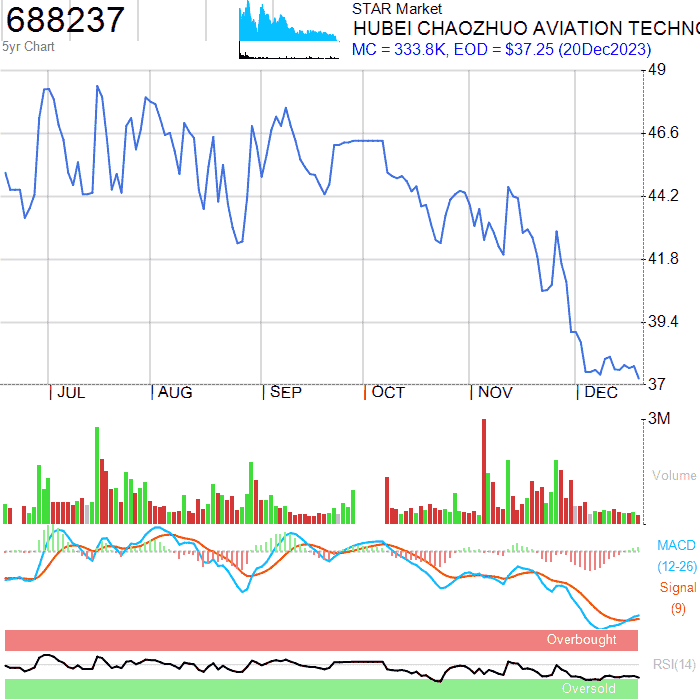 688237
5yr Chart
STAR Market
HUBEI CHAOZHUO AVIATION TECHNO
MC = 333.8K, EOD = $37.25 (20Dec2023)
49
46.6
44.2
41.8
39.4
37
JUL
AUG
SEP
OCT
NOV
DEC
3M
Volume
MACD
(12-26)
Signal
(9)
Overbought
RSI(14)
Oversold